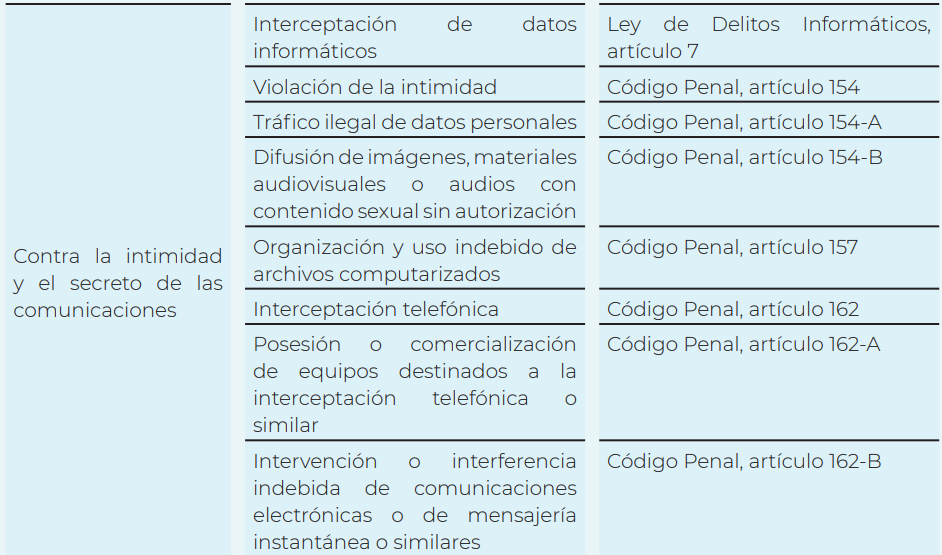 Interceptación de datos
informáticos
Ley de Delitos Informáticos,
artículo 7
Violación de la intimidad
Código Penal, artículo 154
Tráfico ilegal de datos personales
Código Penal, artículo 154-A
Difusión de imágenes, materiales
audiovisuales o audios con
contenido sexual sin autorización
Código Penal, artículo 154-B
Contra la intimidad
y el secreto de las
comunicaciones
Organización y uso indebido de
archivos computarizados
Código Penal, artículo 157
Interceptación telefónica
Código Penal, artículo 162
Posesión o comercialización
de equipos destinados a la
interceptación telefónica o
similar
Código Penal, artículo 162-A
Intervención o interferencia
indebida de comunicaciones
electrónicas o de mensajería
instantánea o similares
Código Penal, artículo 162-B